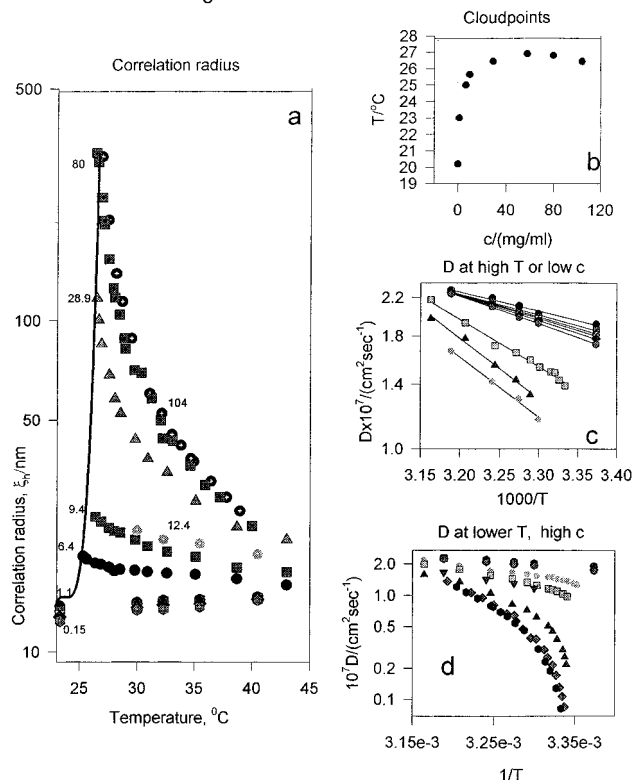 Correlation radius
a
500
100
50
10
Correlation radius, ξh/nm
80
28.9
104
12.4
9.4
6.4
1.1
0.15
25 30 35 40 45
Temperature, ⁰C
Cloudpoints
28
27
26
25
24
23
22
21
20
19
T/°C
b
0 40 80 120
c/(mg/ml)
D at high T or low c
2.2
1.8
1.4
1.0
Dx10⁷/(cm²sec⁻¹)
c
3.15 3.20 3.25 3.30 3.35 3.40
1000/T
D at lower T, high c
2.0
1.0
0.5
0.2
0.1
10⁷D/(cm²sec⁻¹)
d
3.15e-3 3.25e-3 3.35e-3
1/T